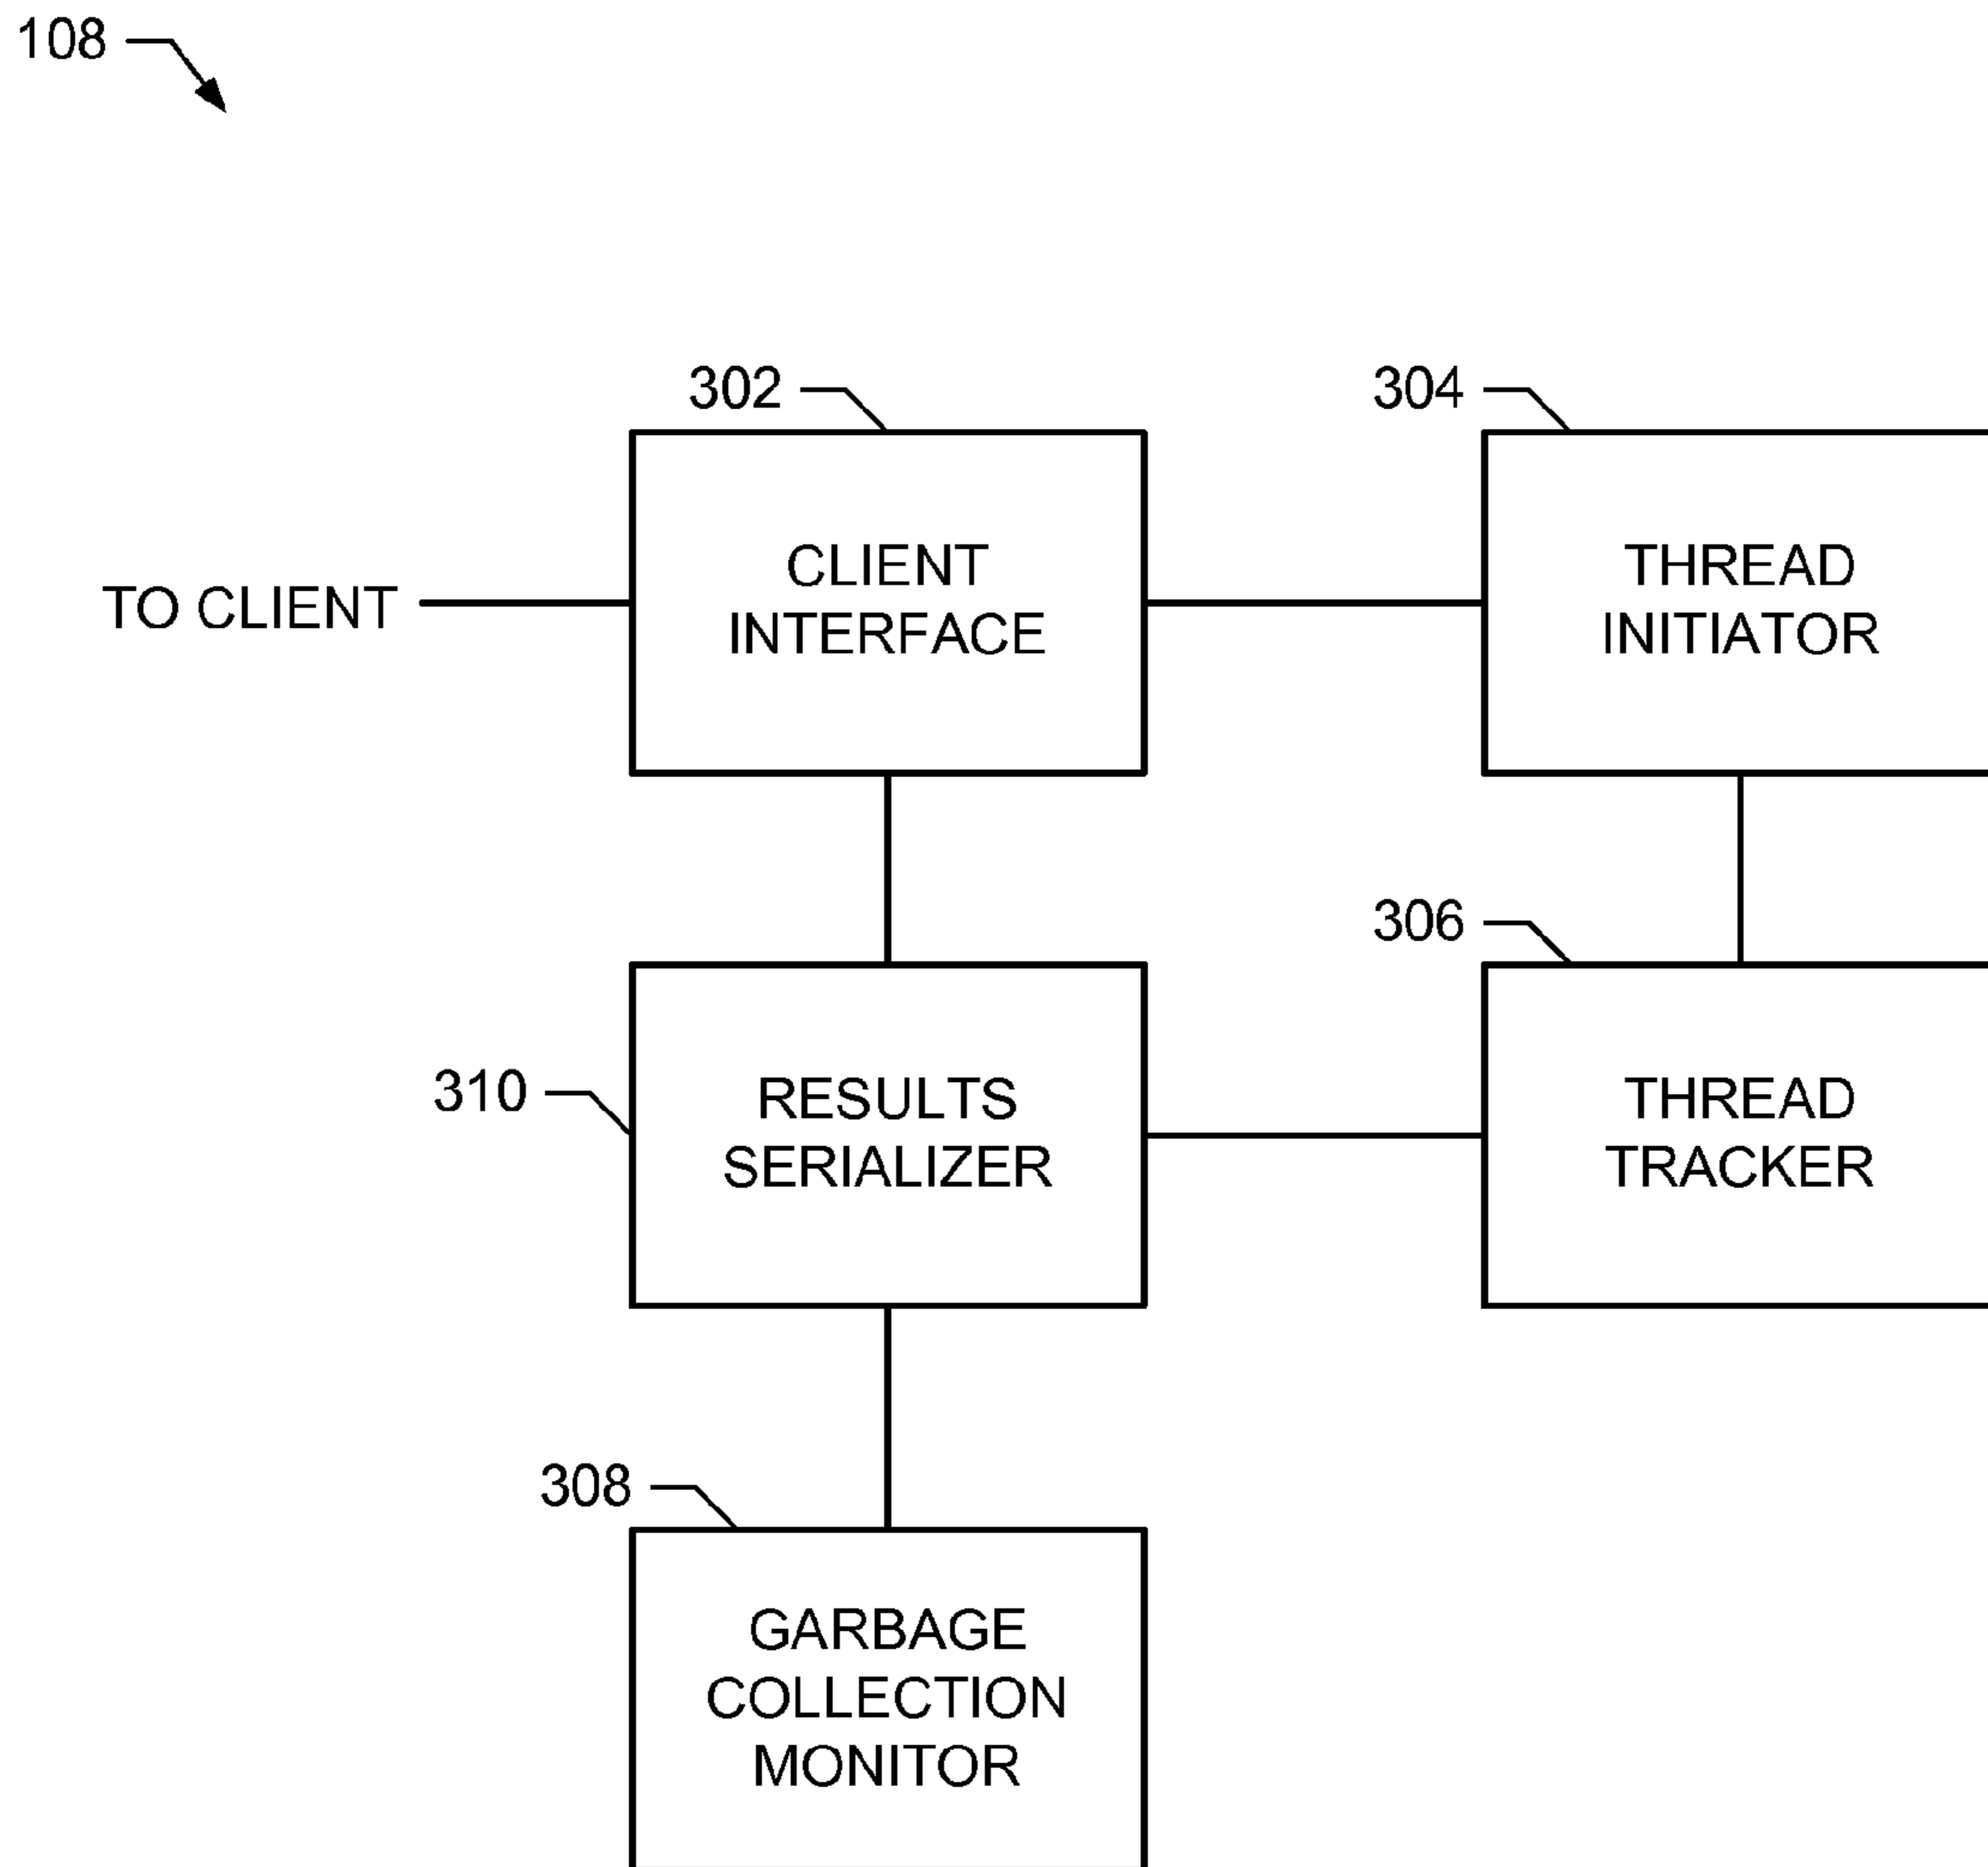 108
302
304
CLIENT
INTERFACE
THREAD
INITIATOR
TO CLIENT
306
310
RESULTS
SERIALIZER
THREAD
TRACKER
308
GARBAGE
COLLECTION
MONITOR